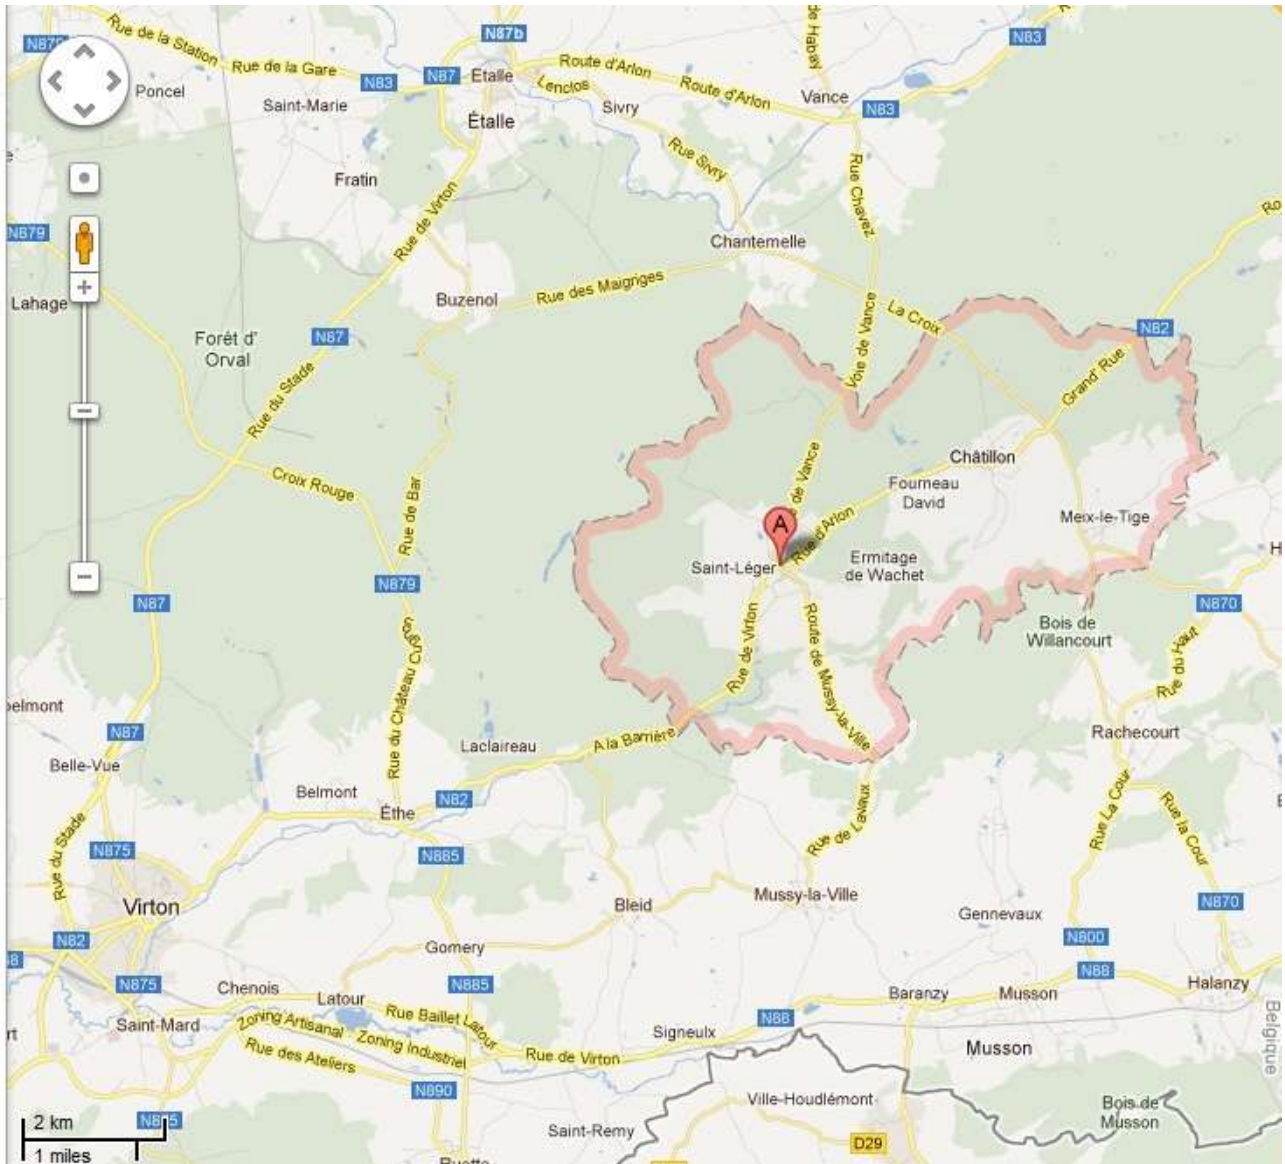 N87b
Rue de la Station
N83
Rue de la Gare
Route d'Arlon
Etalle
N83
N87
Route d'Arlon
Poncel
Lenclos
Saint-Marie
Sivry
Vance
N83
Étalle
Rue Sivry
Fratin
Rue Chavez
Rue de Virton
N879
Chantemelle
Rue des Maigriges
Buzenol
Lahage
Voie de Vance
La Croix
N82
Forêt d'
Orval
N87
Grand' Rue
Rue du Stade
Châtillon
Croix Rouge
Rue de Bar
de Vance
Fourneau
David
Meix-le-Tige
A
Rue d'Arlon
Saint-Léger
Ermitage
de Wachet
N879
N87
N870
Bois de
Willancourt
Rue de Virton
Route de Mussy-la-Ville
Rue du Haut
Rue du Château Cugnon
belmont
N87
A la Barrière
Laclaireau
Rachecourt
Belle-Vue
Belmont
N82
Éthe
Rue de Lavaux
Rue La Cour
Rue la Cour
Rue du Stade
N875
N885
Mussy-la-Ville
Virton
Bleid
Gennevaux
N870
N82
Gomery
N800
N88
N875
Chenois
N885
Halanzy
Latour
Baranzy
Musson
Rue Baillet Latour
N88
Saint-Mard
Zoning Artisanal - Zoning Industriel
Signeulx
Rue des Ateliers
Rue de Virton
Musson
Belgique
N890
Ville-Houdlémont
Bois de
Musson
2 km
Saint-Remy
D29
1 miles